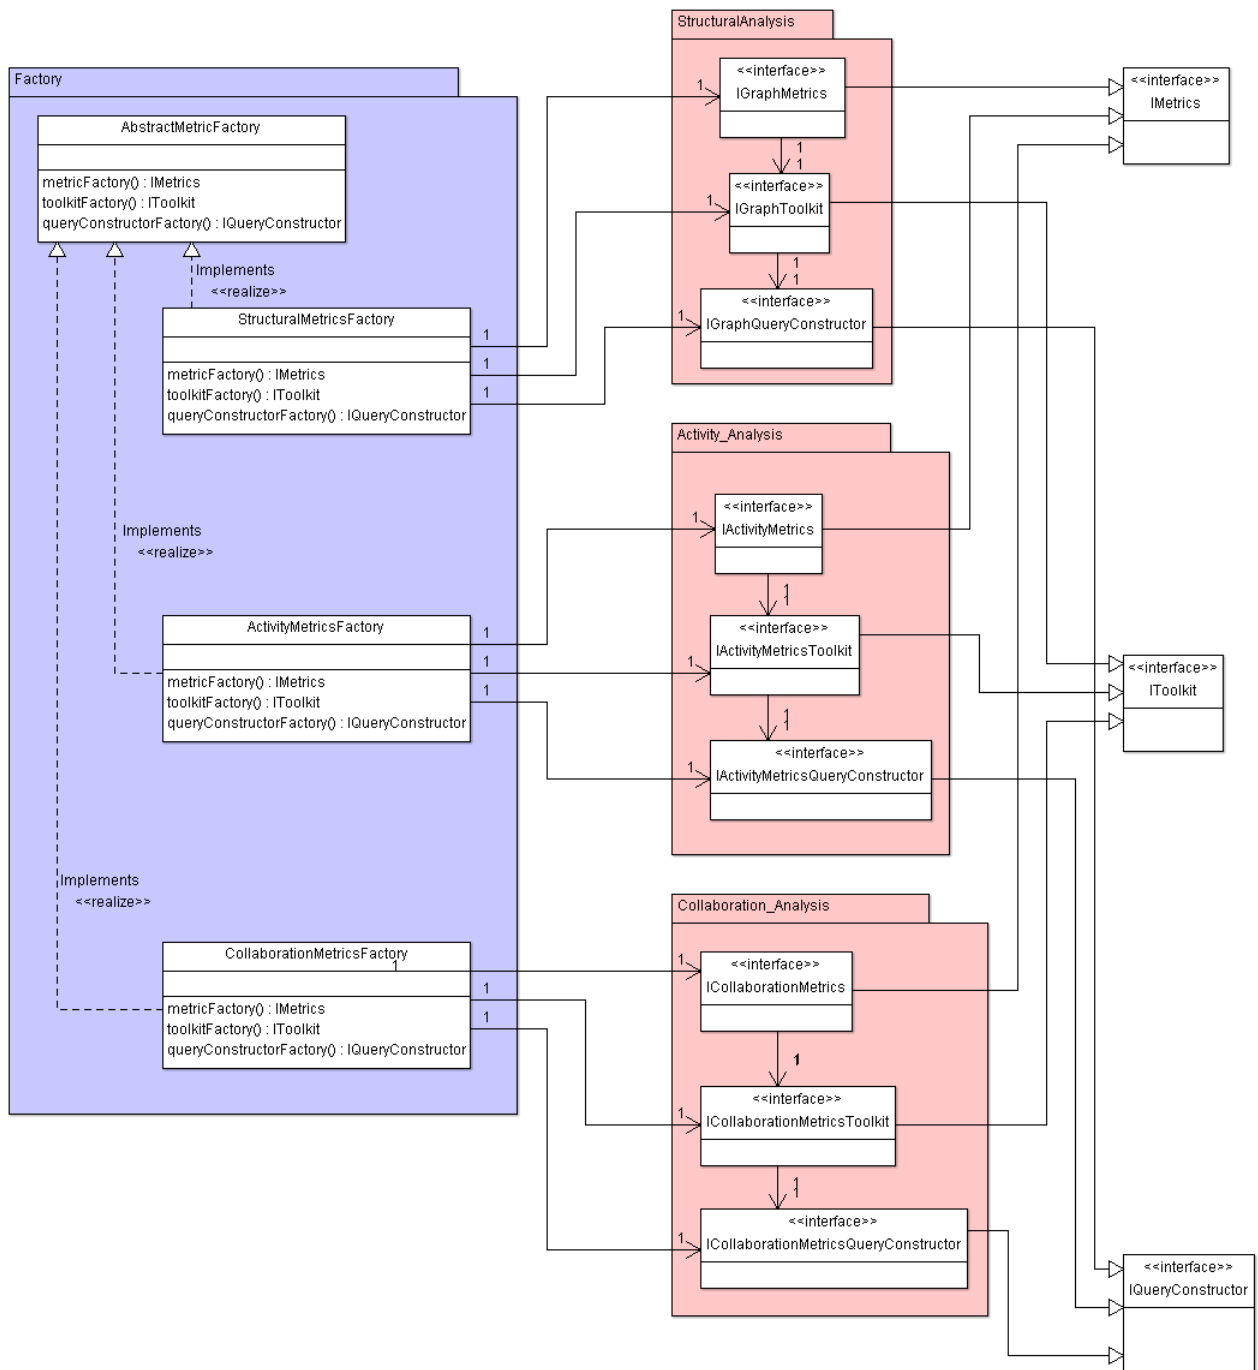 Factory
AbstractMetricFactory
metricFactory() : IMetrics
toolkitFactory() : IToolkit
queryConstructorFactory() : IQueryConstructor
Implements
<<realize>>
StructuralMetricsFactory
metricFactory() : IMetrics
toolkitFactory() : IToolkit
queryConstructorFactory() : IQueryConstructor
1
1
1
Implements
<<realize>>
ActivityMetricsFactory
metricFactory() : IMetrics
toolkitFactory() : IToolkit
queryConstructorFactory() : IQueryConstructor
1
1
1
Implements
<<realize>>
CollaborationMetricsFactory
1
metricFactory() : IMetrics
toolkitFactory() : IToolkit
queryConstructorFactory() : IQueryConstructor
1
1
StructuralAnalysis
1
<<interface>>
IGraphMetrics
1
1
1
<<interface>>
IGraphToolkit
1
1
1
<<interface>>
IGraphQueryConstructor
Activity_Analysis
1
<<interface>>
IActivityMetrics
1
1
1
<<interface>>
IActivityMetricsToolkit
1
1
1
<<interface>>
IActivityMetricsQueryConstructor
Collaboration_Analysis
1
<<interface>>
ICollaborationMetrics
1
1
<<interface>>
ICollaborationMetricsToolkit
1
1
1
<<interface>>
ICollaborationMetricsQueryConstructor
<<interface>>
IMetrics
<<interface>>
IToolkit
<<interface>>
IQueryConstructor